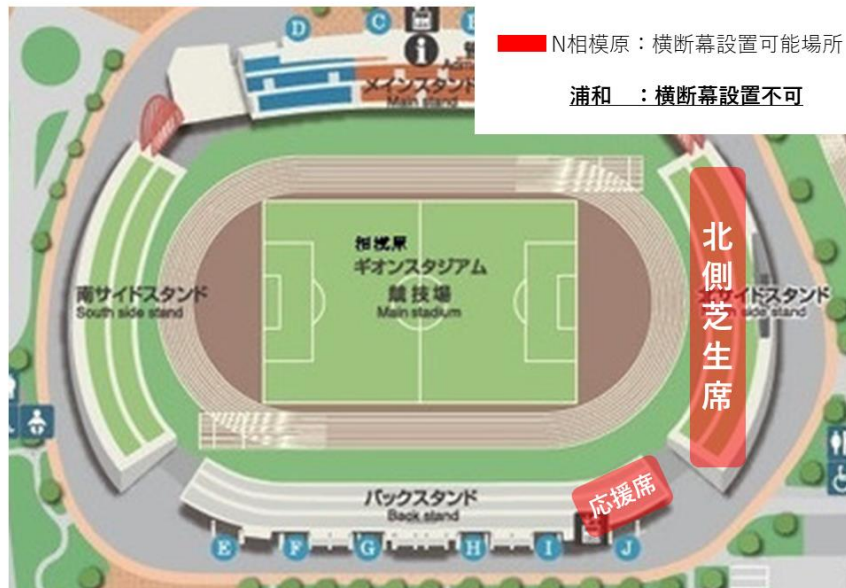 N相模原：横断幕設置可能場所
浦和　：横断幕設置不可
D
C
メインスタンド
Main stand
相模原
ギオンスタジアム
競技場
Main stadium
南サイドスタンド
South side stand
北側芝生席
サイドスタンド
side stand
バックスタンド
Back stand
応援席
E
F
G
H
I
J